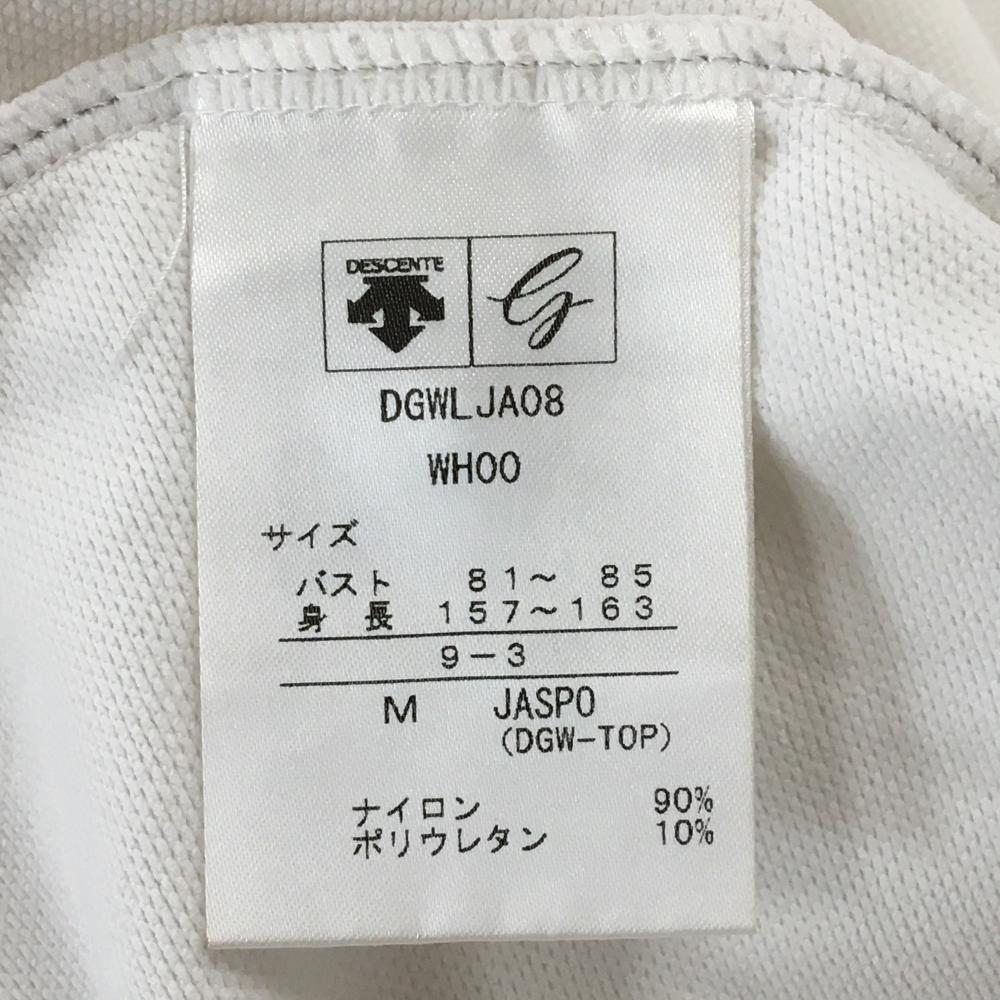 DESCENTE
G
DGWLJA08
WH00
サイズ
バスト 81～ 85
身 長 157～163
9－3
M JASPO
(DGW-TOP)
ナイロン 90%
ポリウレタン 10%